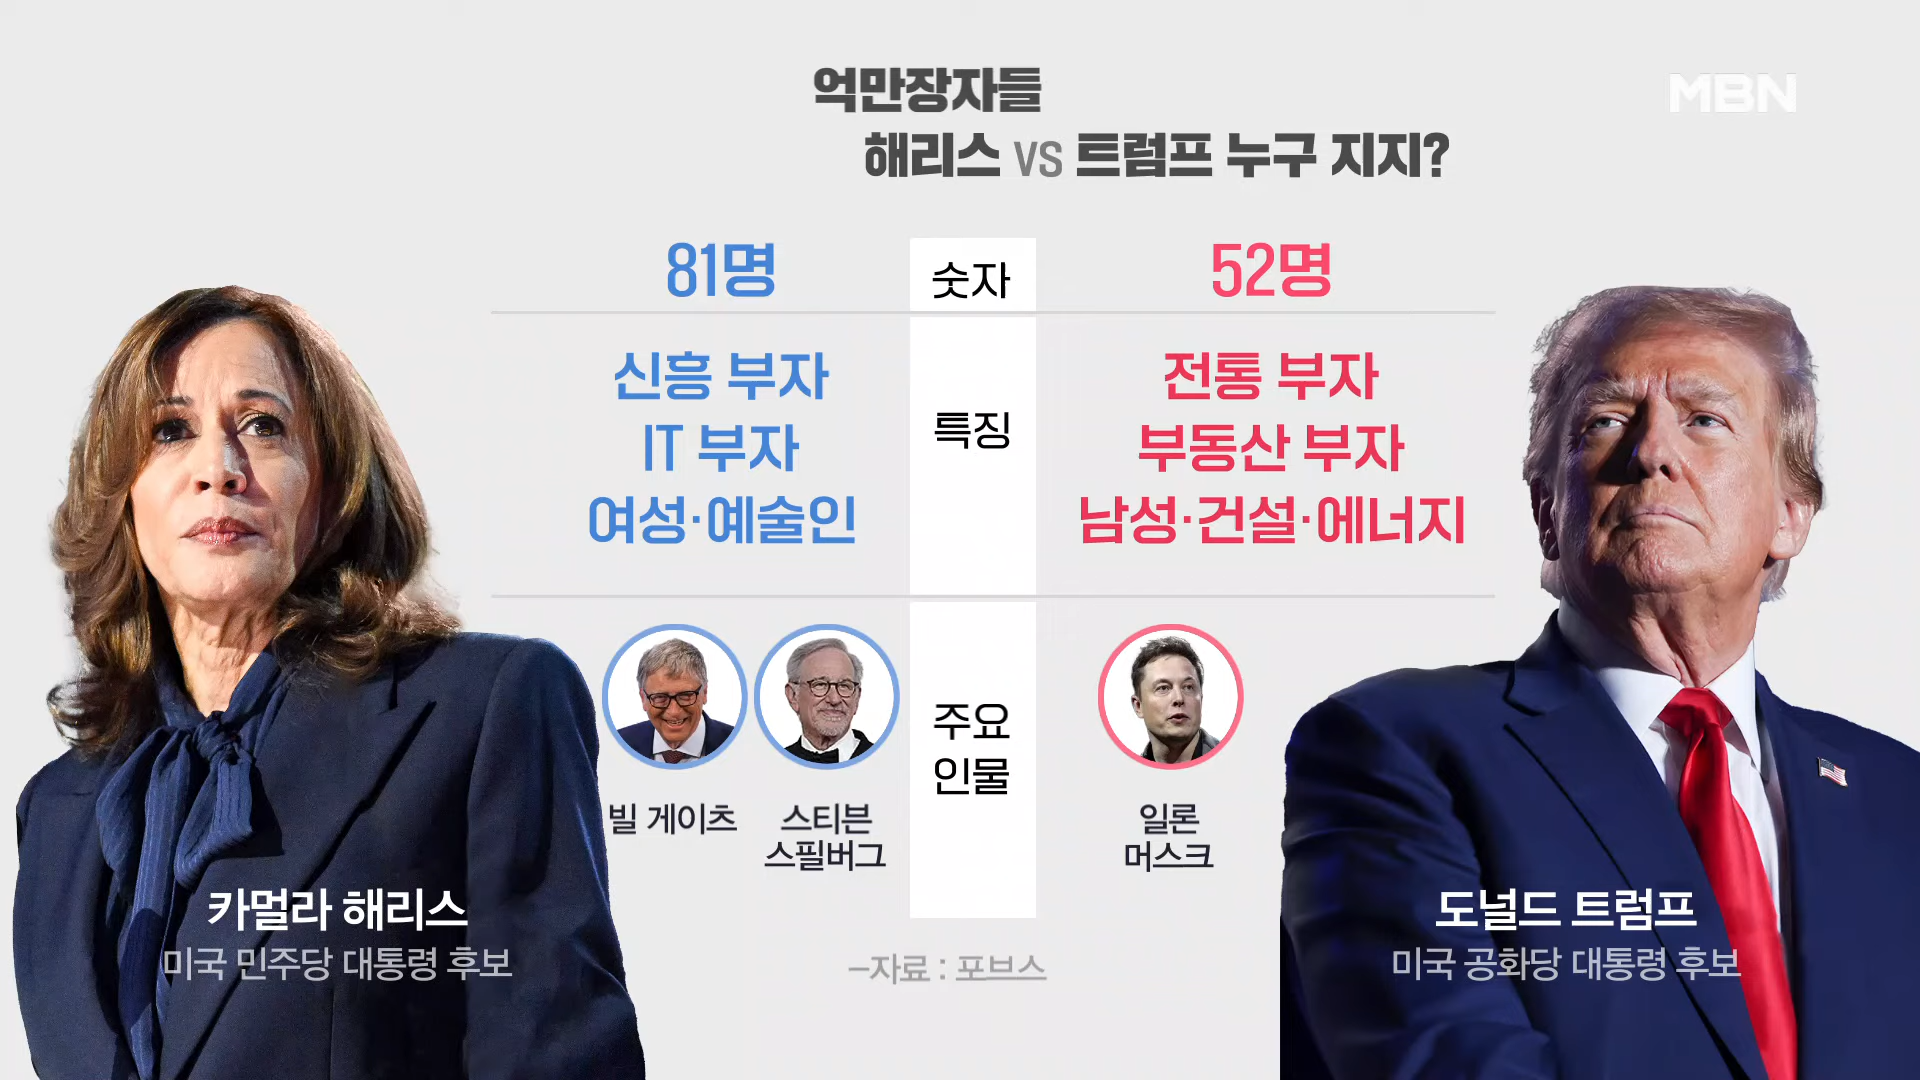 억만장자들
해리스 VS 트럼프 누구 지지?
MBN
81명
숫자
52명
신흥 부자
IT 부자
여성·예술인
특징
전통 부자
부동산 부자
남성·건설·에너지
빌 게이츠
스티븐
스필버그
주요
인물
일론
머스크
카멀라 해리스
미국 민주당 대통령 후보
도널드 트럼프
미국 공화당 대통령 후보
–자료 : 포브스